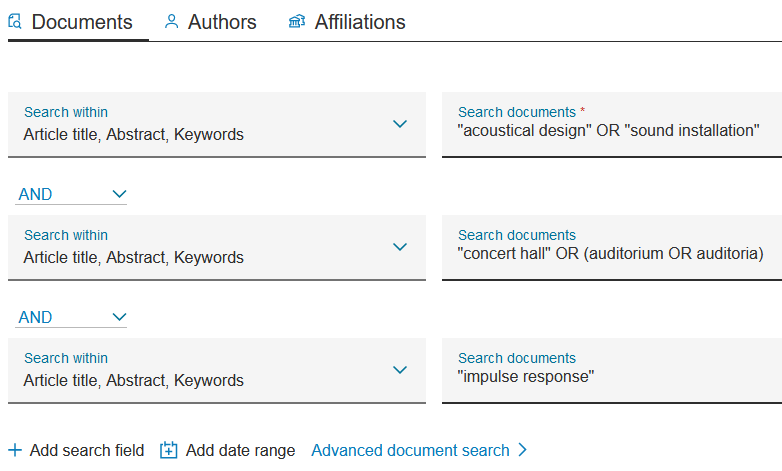 Documents Authors Affiliations
Search within Search documents *
Article title, Abstract, Keywords "acoustical design" OR "sound installation"
AND
Search within Search documents
Article title, Abstract, Keywords "concert hall" OR (auditorium OR auditoria)
AND
Search within Search documents
Article title, Abstract, Keywords "impulse response"
+ Add search field Add date range Advanced document search >